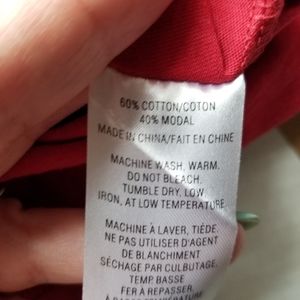 60% COTTON/COTON
40% MODAL
MADE IN CHINA/FAIT EN CHINE
MACHINE WASH, WARM.
DO NOT BLEACH.
TUMBLE DRY, LOW
IRON, AT LOW TEMPERATURE.
MACHINE À LAVER, TIÈDE.
NE PAS UTILISER D'AGENT
DE BLANCHIMENT
SÉCHAGE PAR CULBUTAGE,
TEMP. BASSE
FER À REPASSER,
À BASSE TEMPÉRATURE